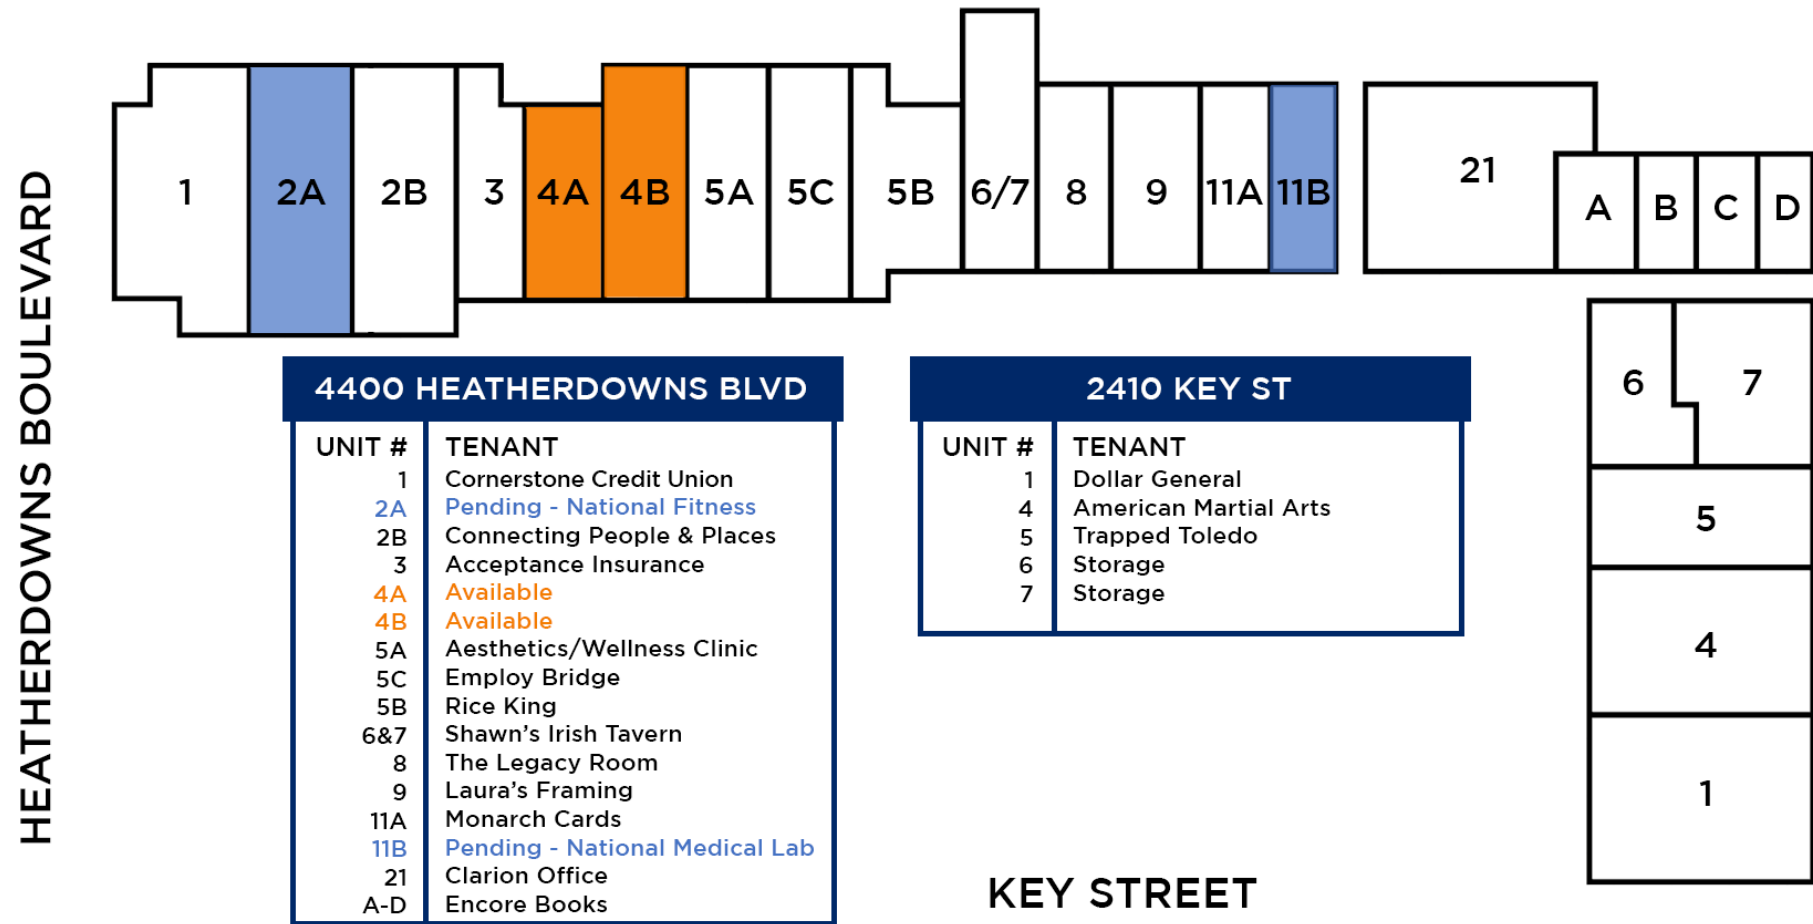 HEATHERDOWNS BOULEVARD
1 2A 2B 3 4A 4B 5A 5C 5B 6/7 8 9 11A 11B 21 A B C D
6 7
5
4
1
4400 HEATHERDOWNS BLVD
UNIT # TENANT
1 Cornerstone Credit Union
2A Pending - National Fitness
2B Connecting People & Places
3 Acceptance Insurance
4A Available
4B Available
5A Aesthetics/Wellness Clinic
5C Employ Bridge
5B Rice King
6&7 Shawn's Irish Tavern
8 The Legacy Room
9 Laura's Framing
11A Monarch Cards
11B Pending - National Medical Lab
21 Clarion Office
A-D Encore Books
2410 KEY ST
UNIT # TENANT
1 Dollar General
4 American Martial Arts
5 Trapped Toledo
6 Storage
7 Storage
KEY STREET